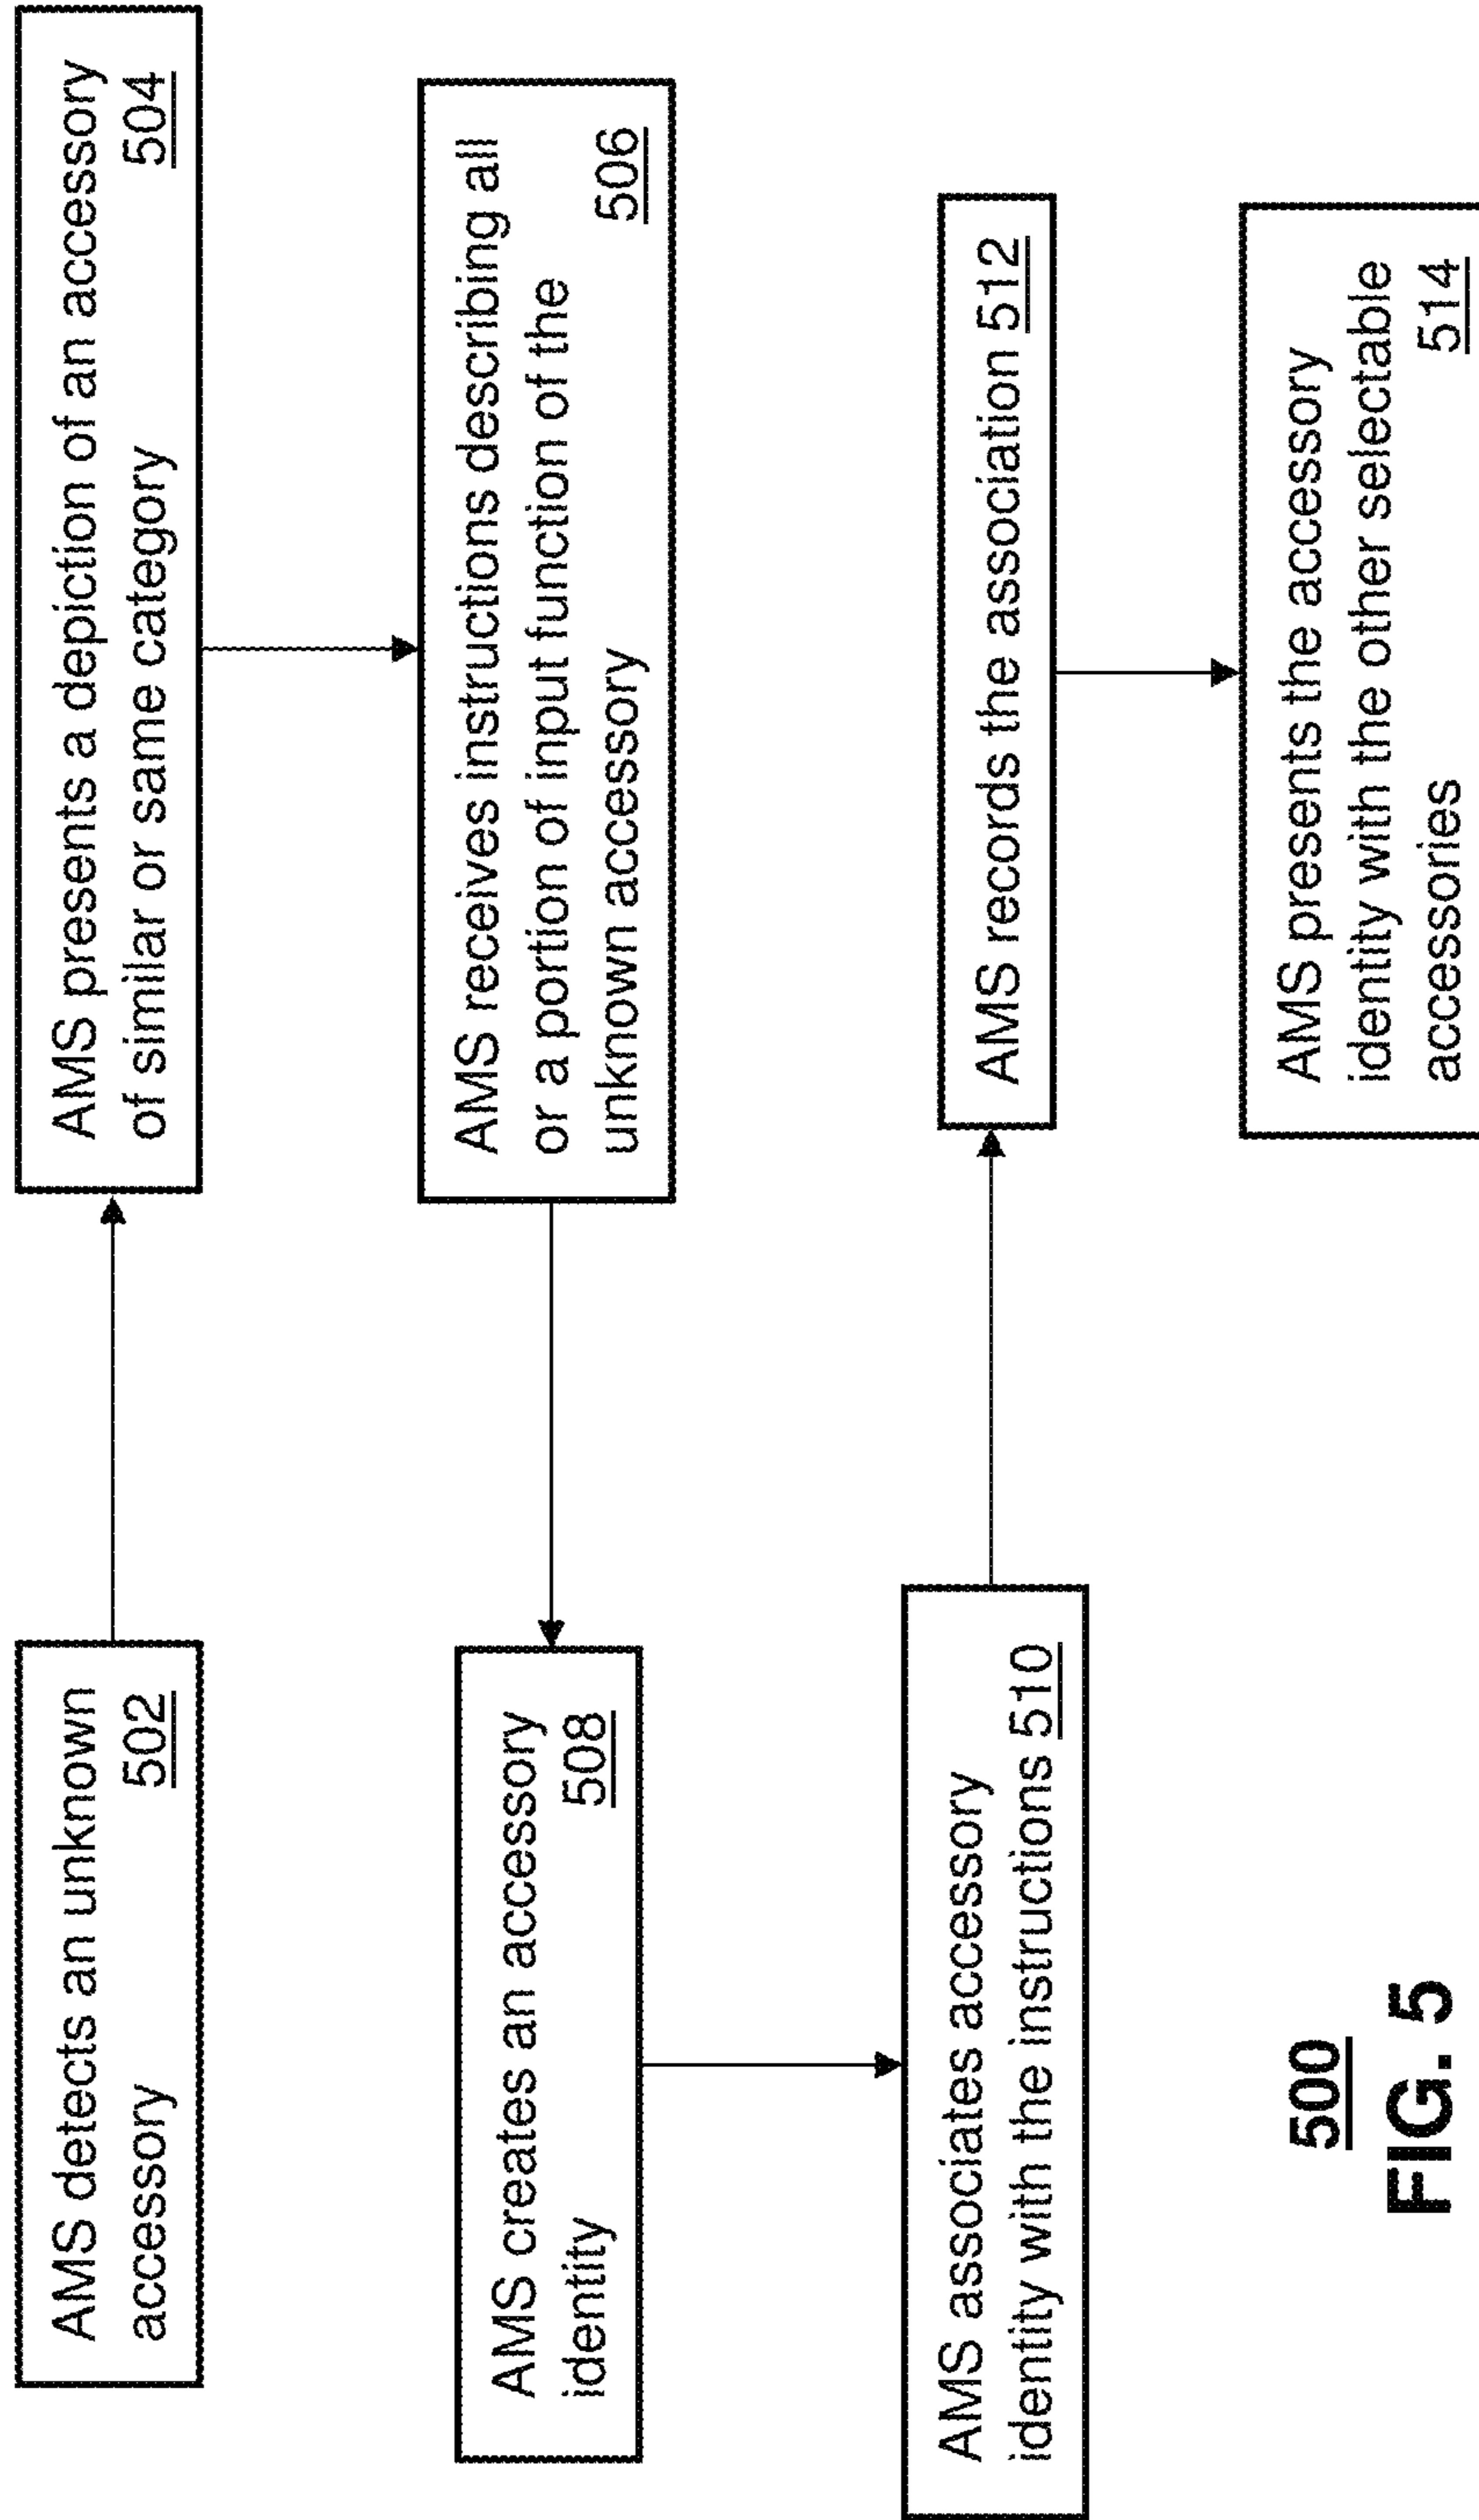 AMS detects an unknown
accessory 502
AMS presents a depiction of an accessory
of similar or same category 504
AMS receives instructions describing all
or a portion of input function of the
unknown accessory 506
AMS creates an accessory
identity 508
AMS associates accessory
identity with the instructions 510
AMS records the association 512
AMS presents the accessory
identity with the other selectable
accessories 514
500
FIG. 5